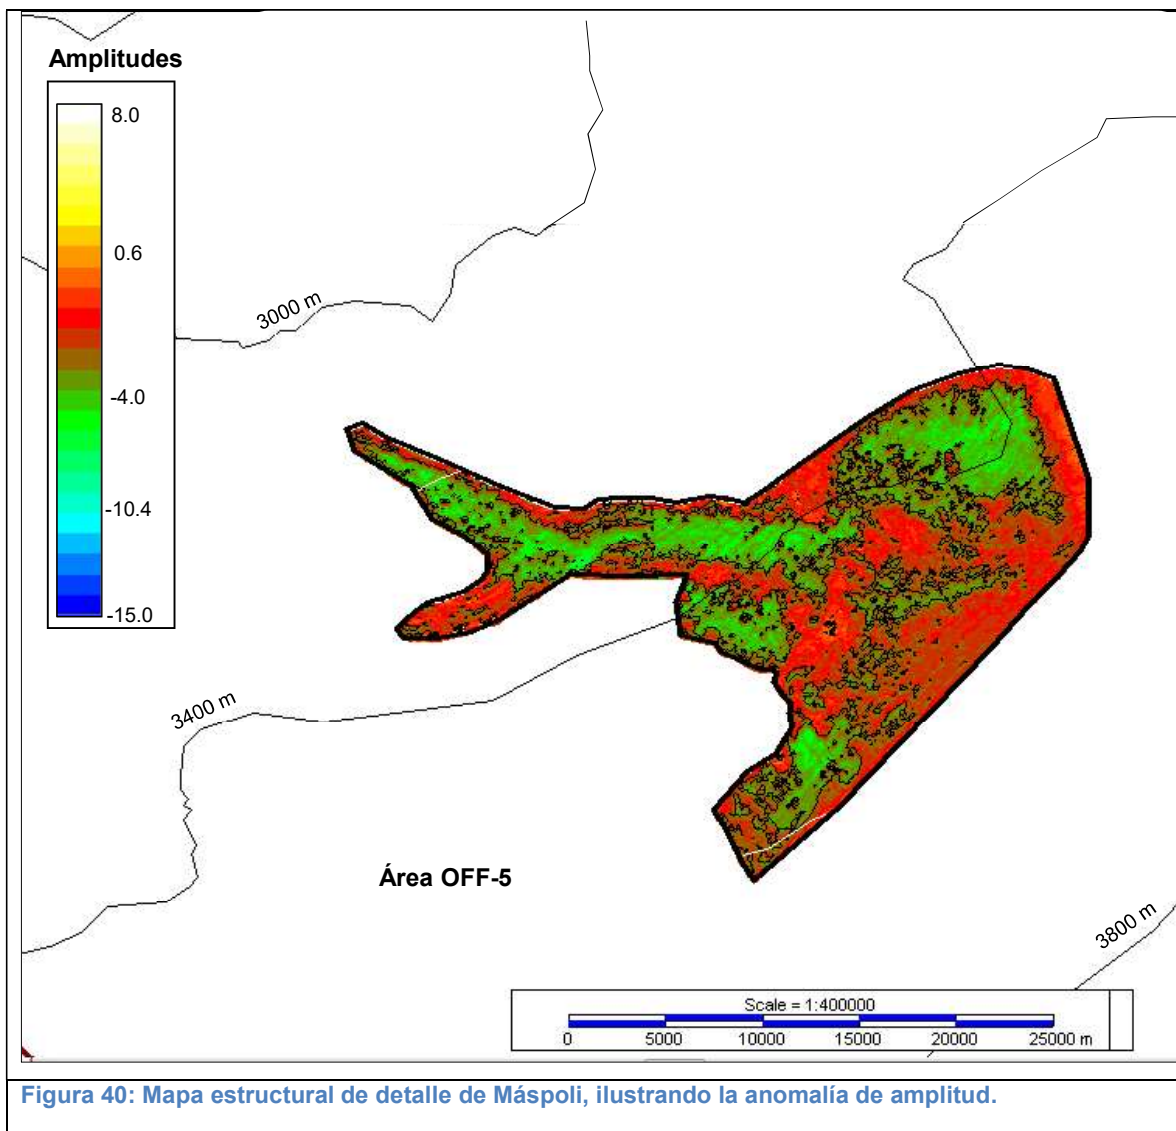 Amplitudes
8.0
0.6
-4.0
-10.4
-15.0
3000 m
3400 m
3800 m
Área OFF-5
Scale = 1:400000
0 5000 10000 15000 20000 25000 m
Figura 40: Mapa estructural de detalle de Máspoli, ilustrando la anomalía de amplitud.